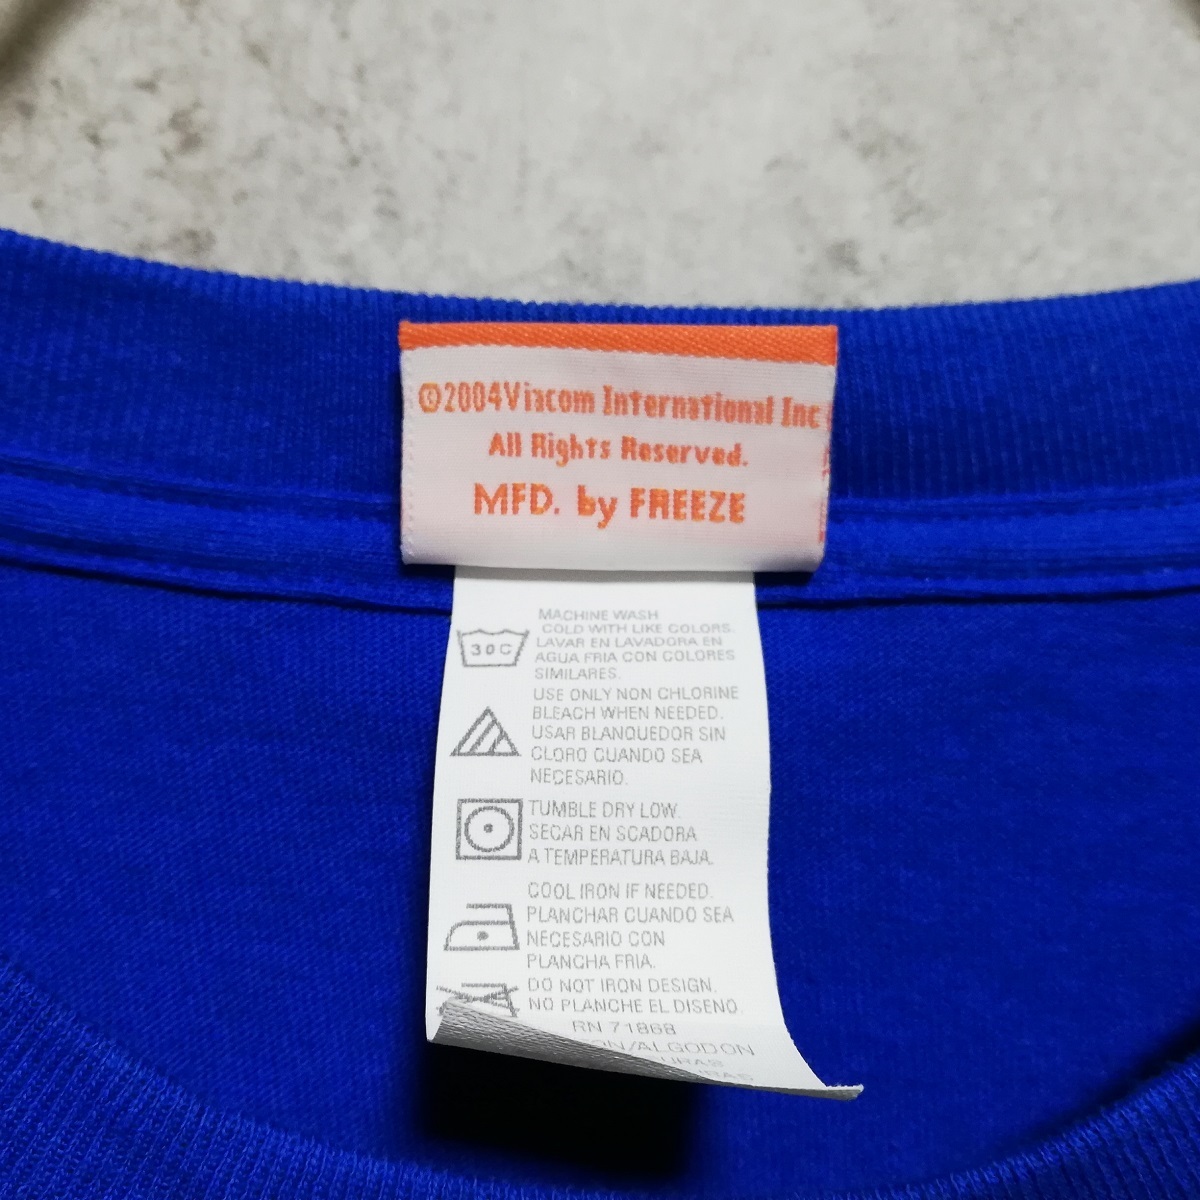 ©2004 Viacom International Inc
All Rights Reserved.
MFD. by FREEZE
30C
MACHINE WASH
COLD WITH LIKE COLORS.
LAVAR EN LAVADORA EN
AGUA FRIA CON COLORES
SIMILARES.
USE ONLY NON CHLORINE
BLEACH WHEN NEEDED.
USAR BLANQUEDOR SIN
CLORO CUANDO SEA
NECESARIO.
TUMBLE DRY LOW.
SECAR EN SCADORA
A TEMPERATURA BAJA.
COOL IRON IF NEEDED.
PLANCHAR CUANDO SEA
NECESARIO CON
PLANCHA FRIA.
DO NOT IRON DESIGN.
NO PLANCHE EL DISENO.
RN 71868
ALGODON